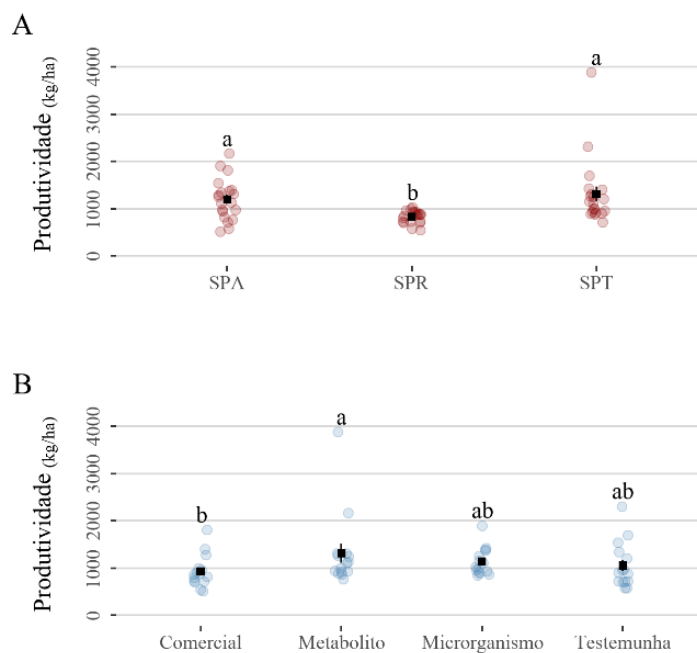 A
Produtividade (kg/ha)
4000
3000
2000
1000
0
a
b
a
SPA
SPR
SPT
B
Produtividade (kg/ha)
4000
3000
2000
1000
0
b
a
ab
ab
Comercial
Metabolito
Microrganismo
Testemunha